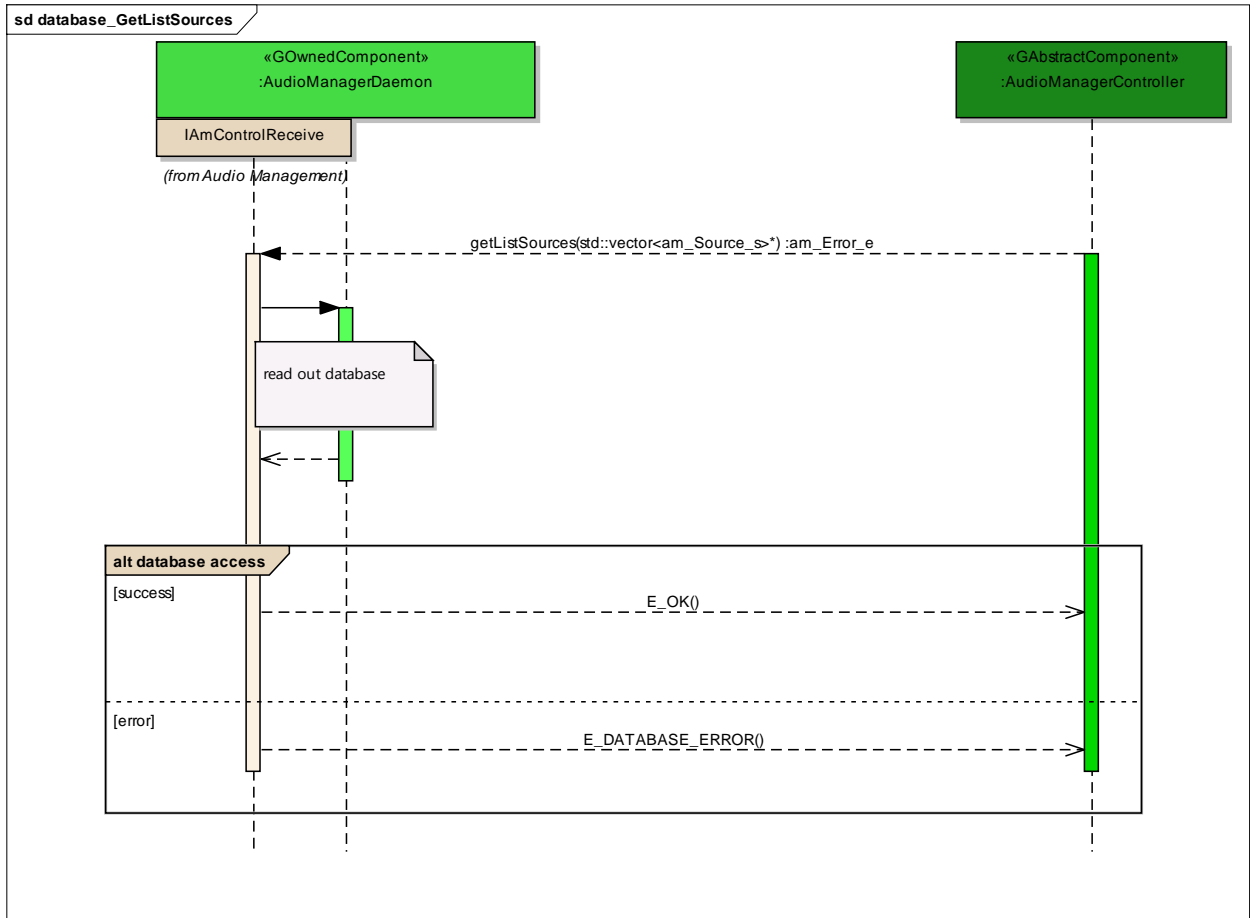 sd database_GetListSources
«GOwnedComponent»
:AudioManagerDaemon
«GAbstractComponent»
:AudioManagerController
IAmControlReceive
(from Audio Management)
getListSources(std::vector<am_Source_s>*) :am_Error_e
read out database
alt database access
[success]
E_OK()
[error]
E_DATABASE_ERROR()